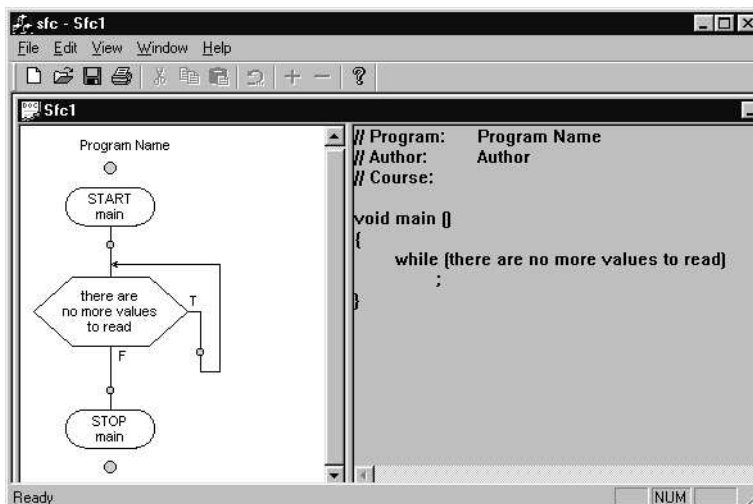 sfc - Sfc1
File Edit View Window Help
Sfc1
Program Name
START
main
there are
no more values
to read
T
F
STOP
main
// Program: Program Name
// Author: Author
// Course:
void main ()
{
while (there are no more values to read)
;
}
Ready
NUM